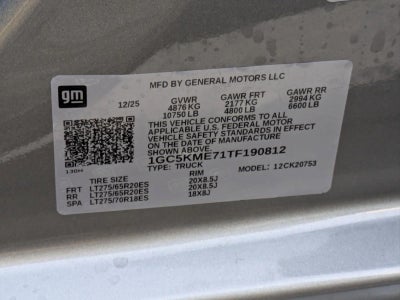 gm
MFD BY GENERAL MOTORS LLC
12/25 GVWR GAWR FRT GAWR RR
4876 KG 2177 KG 2994 KG
10750 LB 4800 LB 6600 LB
THIS VEHICLE CONFORMS TO ALL
APPLICABLE U.S. FEDERAL MOTOR
VEHICLE SAFETY STANDARDS IN EFFECT
ON THE DATE OF MANUFACTURE SHOWN ABOVE.
1GC5KME71TF190812
TYPE: TRUCK MODEL: 12CK20753
TIRE SIZE RIM
FRT LT275/65R20ES 20X8.5J
RR LT275/65R20ES 20X8.5J
SPA LT275/70R18ES 18X8J